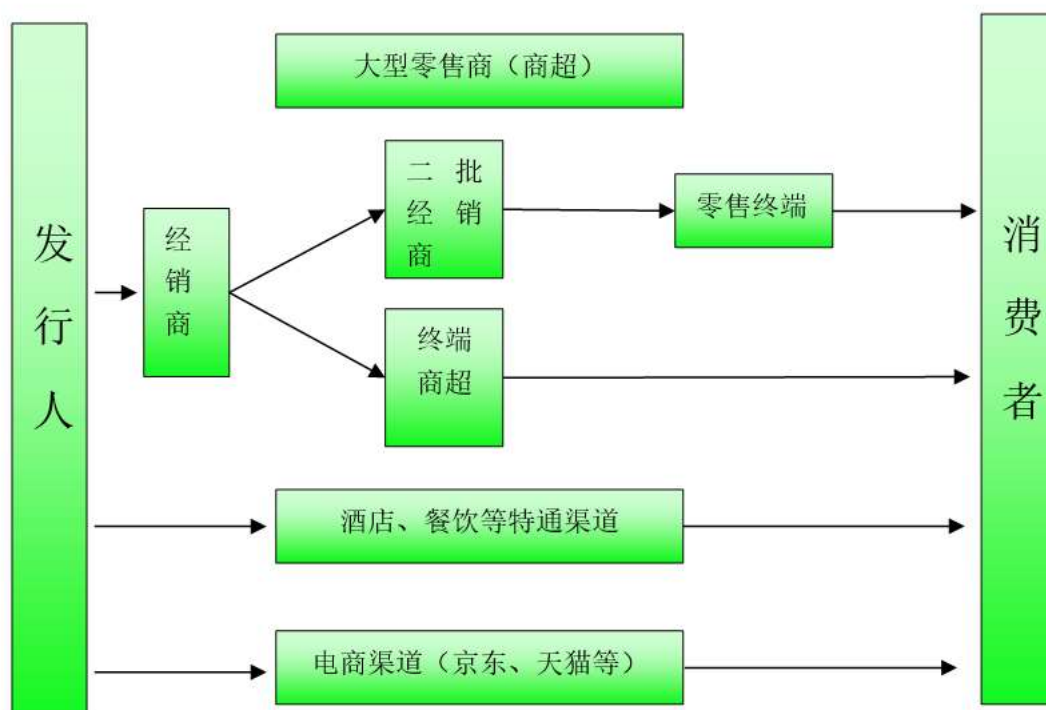 发行人
大型零售商（商超）
经销商
二批
经销
商
零售终端
终端
商超
酒店、餐饮等特通渠道
电商渠道（京东、天猫等）
消费者